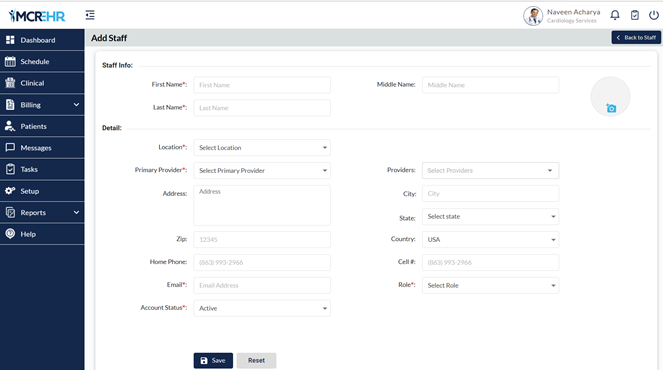 MCREHR
Naveen Acharya
Cardiology Services
Dashboard
Schedule
Clinical
Billing
Patients
Messages
Tasks
Setup
Reports
Help
Add Staff
Back to Staff
Staff Info:
First Name*: First Name
Middle Name: Middle Name
Last Name*: Last Name
Detail:
Location*: Select Location
Primary Provider*: Select Primary Provider
Providers: Select Providers
Address: Address
City: City
State: Select state
Zip: 12345
Country: USA
Home Phone: (863) 993-2966
Cell #: (863) 993-2966
Email*: Email Address
Role*: Select Role
Account Status*: Active
Save
Reset